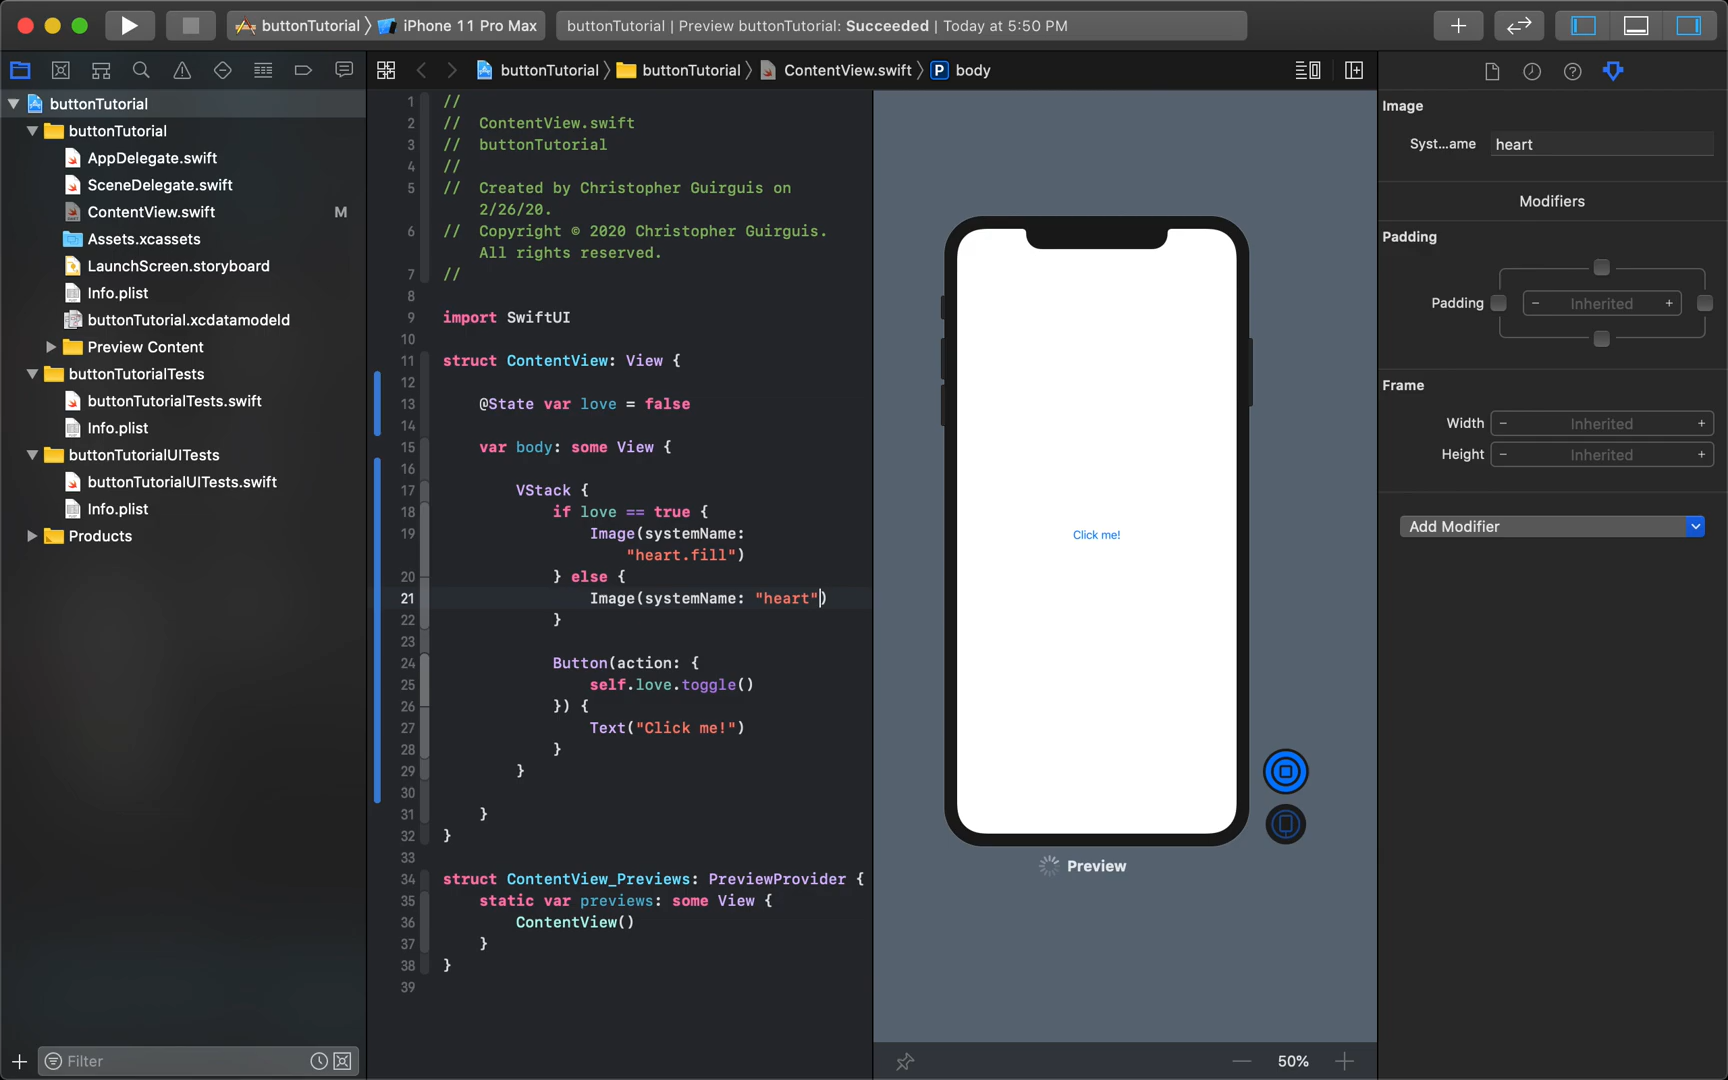 buttonTutorial
iPhone 11 Pro Max
buttonTutorial | Preview buttonTutorial: Succeeded | Today at 5:50 PM
buttonTutorial
buttonTutorial
ContentView.swift
P
body
buttonTutorial
buttonTutorial
AppDelegate.swift
SceneDelegate.swift
ContentView.swift
M
Assets.xcassets
LaunchScreen.storyboard
Info.plist
buttonTutorial.xcdatamodeld
Preview Content
buttonTutorialTests
buttonTutorialTests.swift
Info.plist
buttonTutorialUITests
buttonTutorialUITests.swift
Info.plist
Products
Filter
1 //
2 // ContentView.swift
3 // buttonTutorial
4 //
5 // Created by Christopher Guirguis on
2/26/20.
6 // Copyright © 2020 Christopher Guirguis.
All rights reserved.
7 //
8
9 import SwiftUI
10
11 struct ContentView: View {
12
13 @State var love = false
14
15 var body: some View {
16
17 VStack {
18 if love == true {
19 Image(systemName:
"heart.fill")
20 } else {
21 Image(systemName: "heart")
22 }
23
24 Button(action: {
25 self.love.toggle()
26 }) {
27 Text("Click me!")
28 }
29 }
30
31 }
32 }
33
34 struct ContentView_Previews: PreviewProvider {
35 static var previews: some View {
36 ContentView()
37 }
38 }
39
Click me!
Preview
50%
Image
Syst...ame heart
Modifiers
Padding
Padding − Inherited +
Frame
Width − Inherited +
Height − Inherited +
Add Modifier